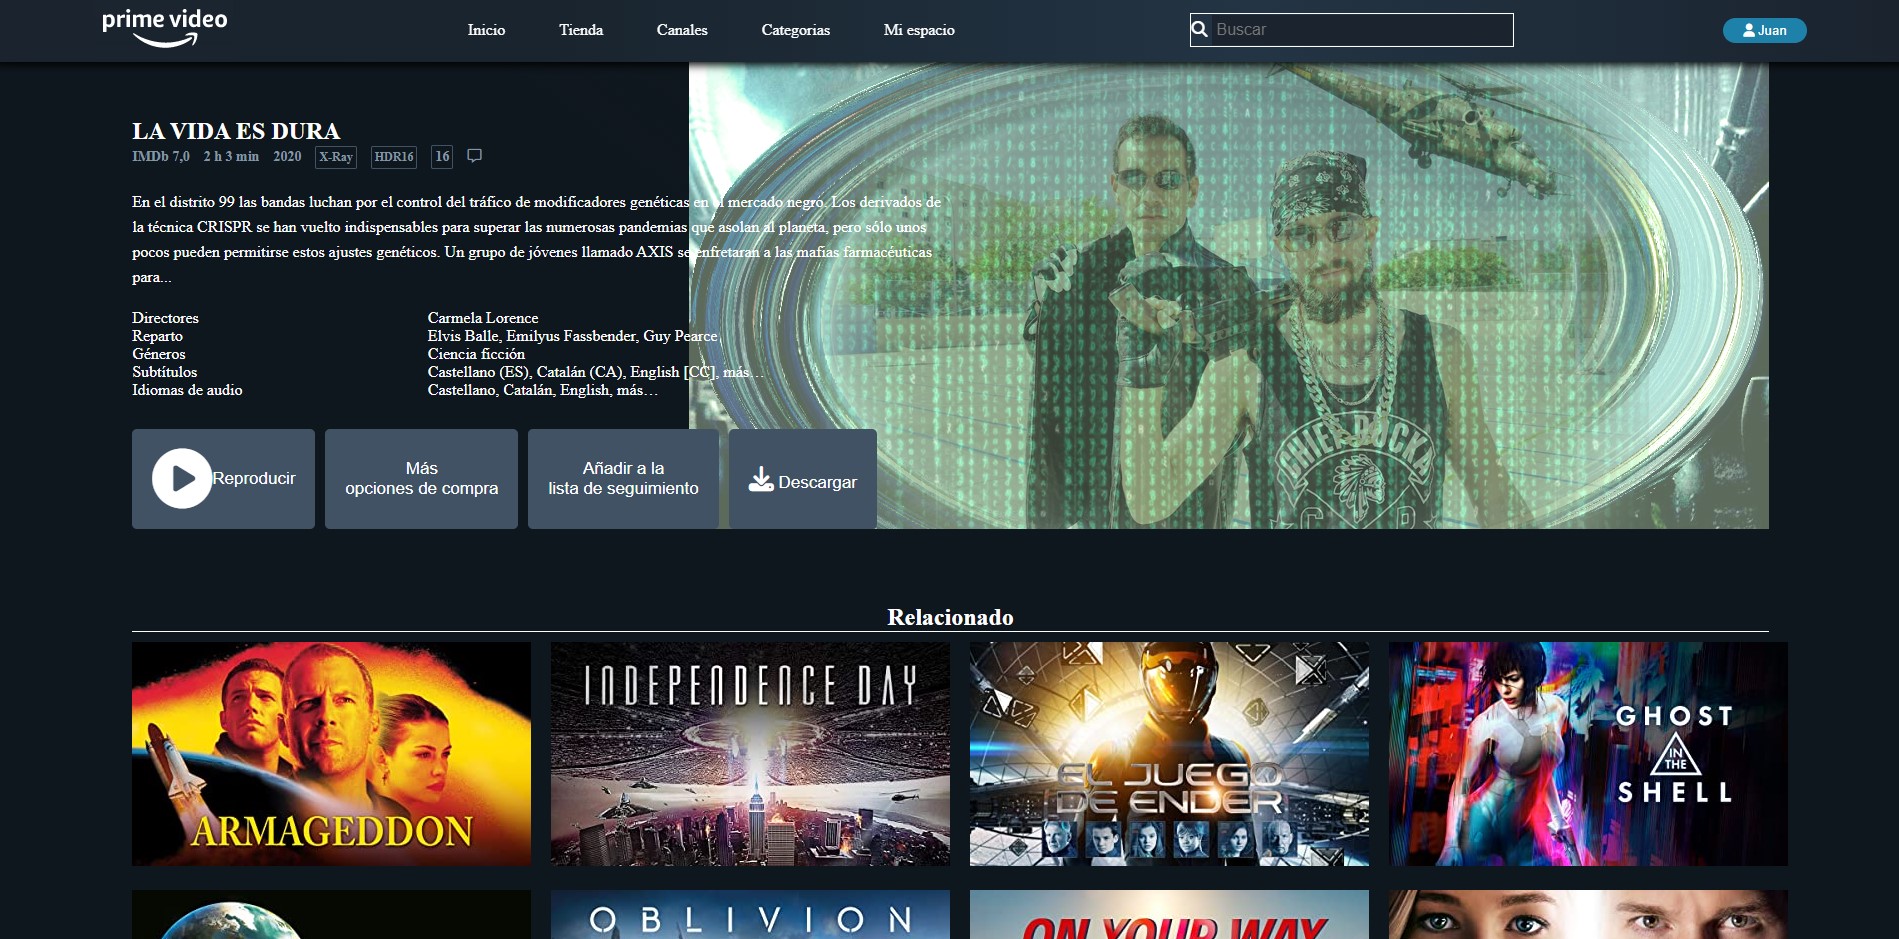 prime video
Inicio
Tienda
Canales
Categorias
Mi espacio
Buscar
Juan
LA VIDA ES DURA
IMDb 7,0 2 h 3 min 2020 X-Ray HDR16 16
En el distrito 99 las bandas luchan por el control del tráfico de modificadores genéticas en el mercado negro. Los derivados de
la técnica CRISPR se han vuelto indispensables para superar las numerosas pandemias que asolan al planeta, pero sólo unos
pocos pueden permitirse estos ajustes genéticos. Un grupo de jóvenes llamado AXIS se enfretaran a las mafias farmacéuticas
para...
Directores Carmela Lorence
Reparto Elvis Balle, Emilyus Fassbender, Guy Pearce
Géneros Ciencia ficción
Subtítulos Castellano (ES), Catalán (CA), English [CC], más…
Idiomas de audio Castellano, Catalán, English, más…
Reproducir
Más
opciones de compra
Añadir a la
lista de seguimiento
Descargar
CHIEF ROCKA
Relacionado
ARMAGEDDON
INDEPENDENCE DAY
EL JUEGO
DE ENDER
GHOST
IN
THE
SHELL
OBLIVION
ON YOUR WAY